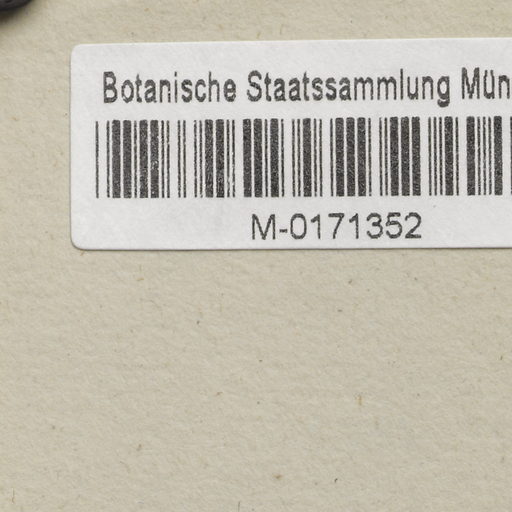 Botanische Staatssammlung Mün
M-0171352